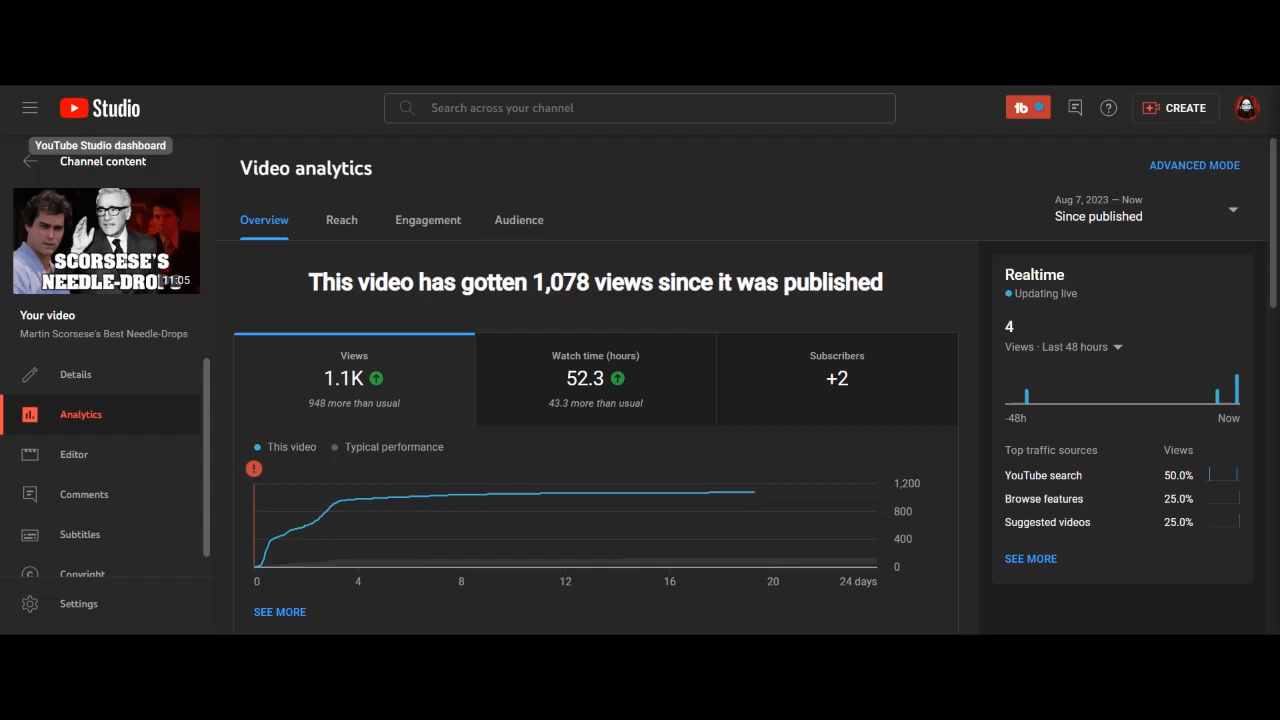 Studio
Search across your channel
CREATE
YouTube Studio dashboard
Channel content
SCORSESE'S
11:05
Your video
Martin Scorsese's Best Needle-Drops
Details
Analytics
Editor
Comments
Subtitles
Copyright
Settings
Video analytics
ADVANCED MODE
Overview
Reach
Engagement
Audience
Aug 7, 2023 – Now
Since published
This video has gotten 1,078 views since it was published
Views
1.1K
948 more than usual
Watch time (hours)
52.3
43.3 more than usual
Subscribers
+2
This video
Typical performance
1,200
800
400
0
0
4
8
12
16
20
24 days
SEE MORE
Realtime
Updating live
4
Views · Last 48 hours
-48h
Now
Top traffic sources
Views
YouTube search
50.0%
Browse features
25.0%
Suggested videos
25.0%
SEE MORE